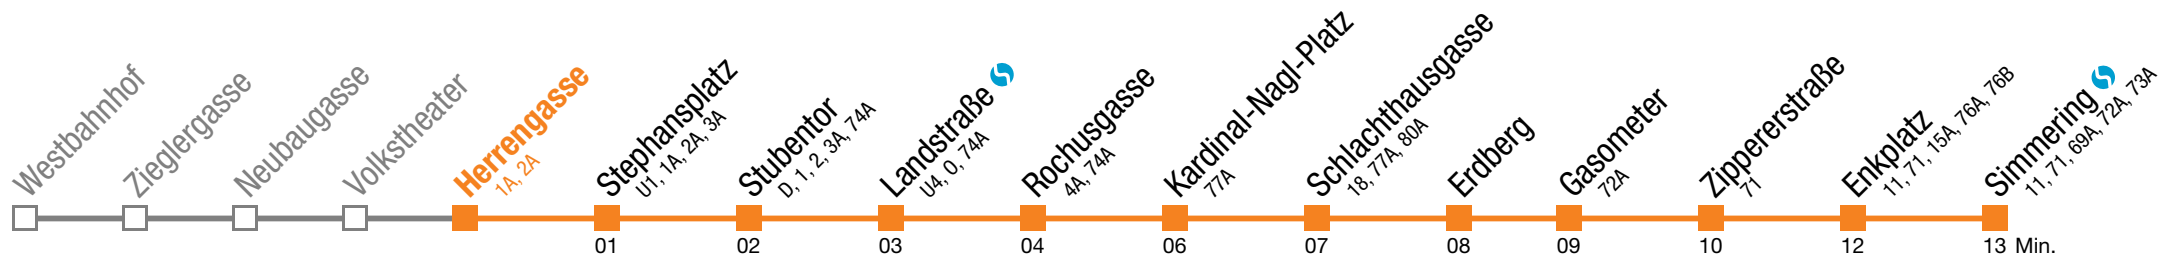 Westbahnhof
Zieglergasse
Neubaugasse
Volkstheater
Herrengasse
1A, 2A
Stephansplatz
U1, 1A, 2A, 3A
Stubentor
D, 1, 2, 3A, 74A
Landstraße
U4, O, 74A
Rochusgasse
4A, 74A
Kardinal-Nagl-Platz
77A
Schlachthausgasse
18, 77A, 80A
Erdberg
Gasometer
72A
Zippererstraße
71
Enkplatz
11, 71, 15A, 76A, 76B
Simmering
11, 71, 69A, 72A, 73A
01 02 03 04 06 07 08 09 10 12 13 Min.